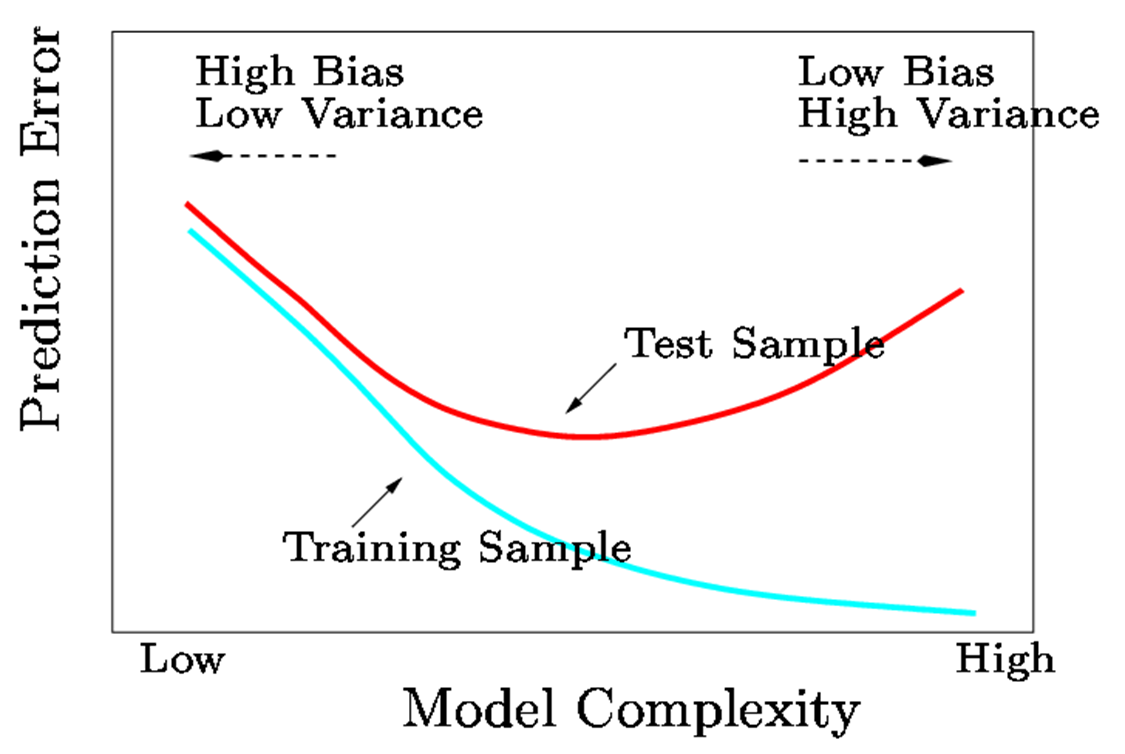 High Bias
Low Variance
Low Bias
High Variance
Prediction Error
Test Sample
Training Sample
Low
High
Model Complexity